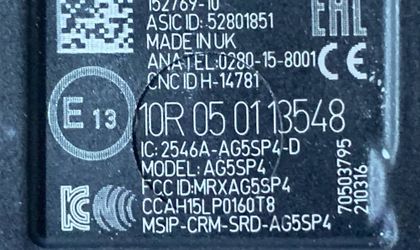 152769-10
ASIC ID: 52801851
MADE IN UK
ANATEL:0280-15-8001
CNC ID H-14781
EAC
CE
E 13
10R 05 01 13548
IC: 2546A-AG5SP4-D
MODEL: AG5SP4
FCC ID:MRXAG5SP4
CCAH15LP0160T8
MSIP-CRM-SRD-AG5SP4
70503795
210316